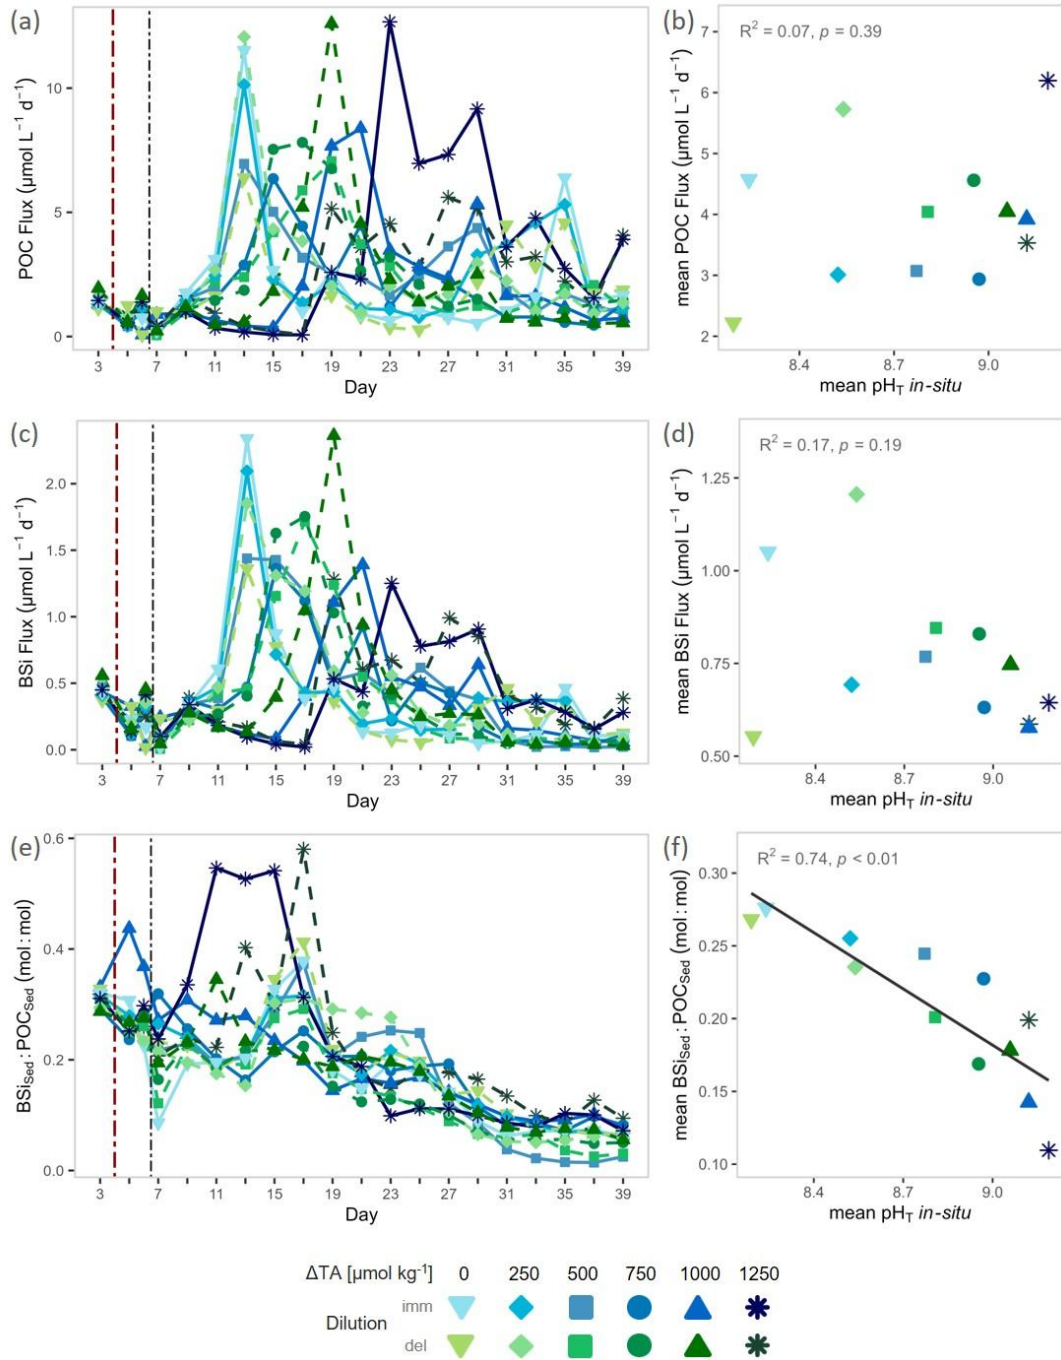 (a)
POC Flux (µmol L⁻¹ d⁻¹)
10
5
0
3 7 11 15 19 23 27 31 35 39
Day
(b)
R² = 0.07, p = 0.39
mean POC Flux (µmol L⁻¹ d⁻¹)
7
6
5
4
3
2
8.4 8.7 9.0
mean pH_T in-situ
(c)
BSi Flux (µmol L⁻¹ d⁻¹)
2.0
1.5
1.0
0.5
0.0
3 7 11 15 19 23 27 31 35 39
Day
(d)
R² = 0.17, p = 0.19
mean BSi Flux (µmol L⁻¹ d⁻¹)
1.25
1.00
0.75
0.50
8.4 8.7 9.0
mean pH_T in-situ
(e)
BSi_Sed : POC_Sed (mol : mol)
0.6
0.4
0.2
0.0
3 7 11 15 19 23 27 31 35 39
Day
(f)
R² = 0.74, p < 0.01
mean BSi_Sed : POC_Sed (mol : mol)
0.30
0.25
0.20
0.15
0.10
8.4 8.7 9.0
mean pH_T in-situ
ΔTA [µmol kg⁻¹] 0 250 500 750 1000 1250
Dilution
imm
del